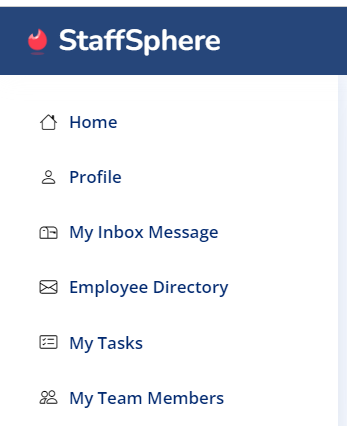 StaffSphere
Home
Profile
My Inbox Message
Employee Directory
My Tasks
My Team Members